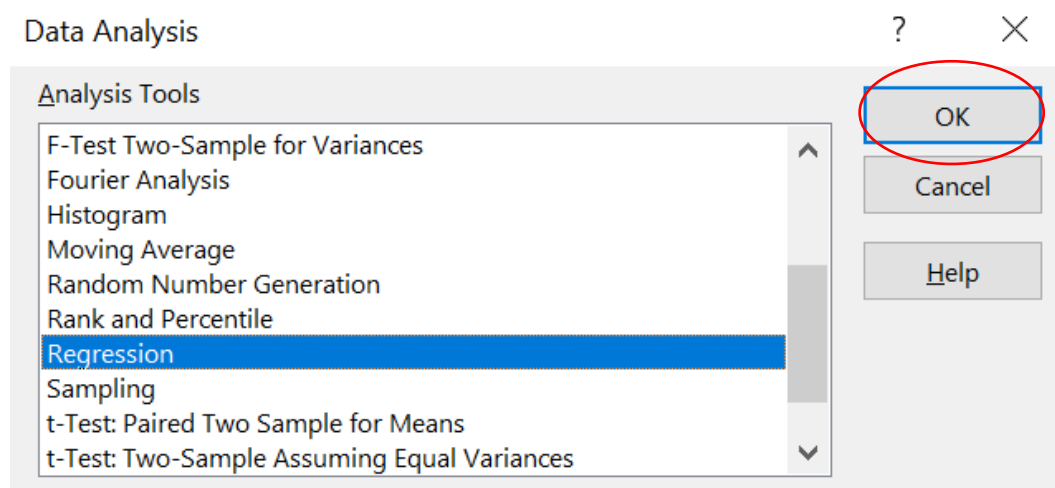 Data Analysis
?
Analysis Tools
F-Test Two-Sample for Variances
Fourier Analysis
Histogram
Moving Average
Random Number Generation
Rank and Percentile
Regression
Sampling
t-Test: Paired Two Sample for Means
t-Test: Two-Sample Assuming Equal Variances
OK
Cancel
Help